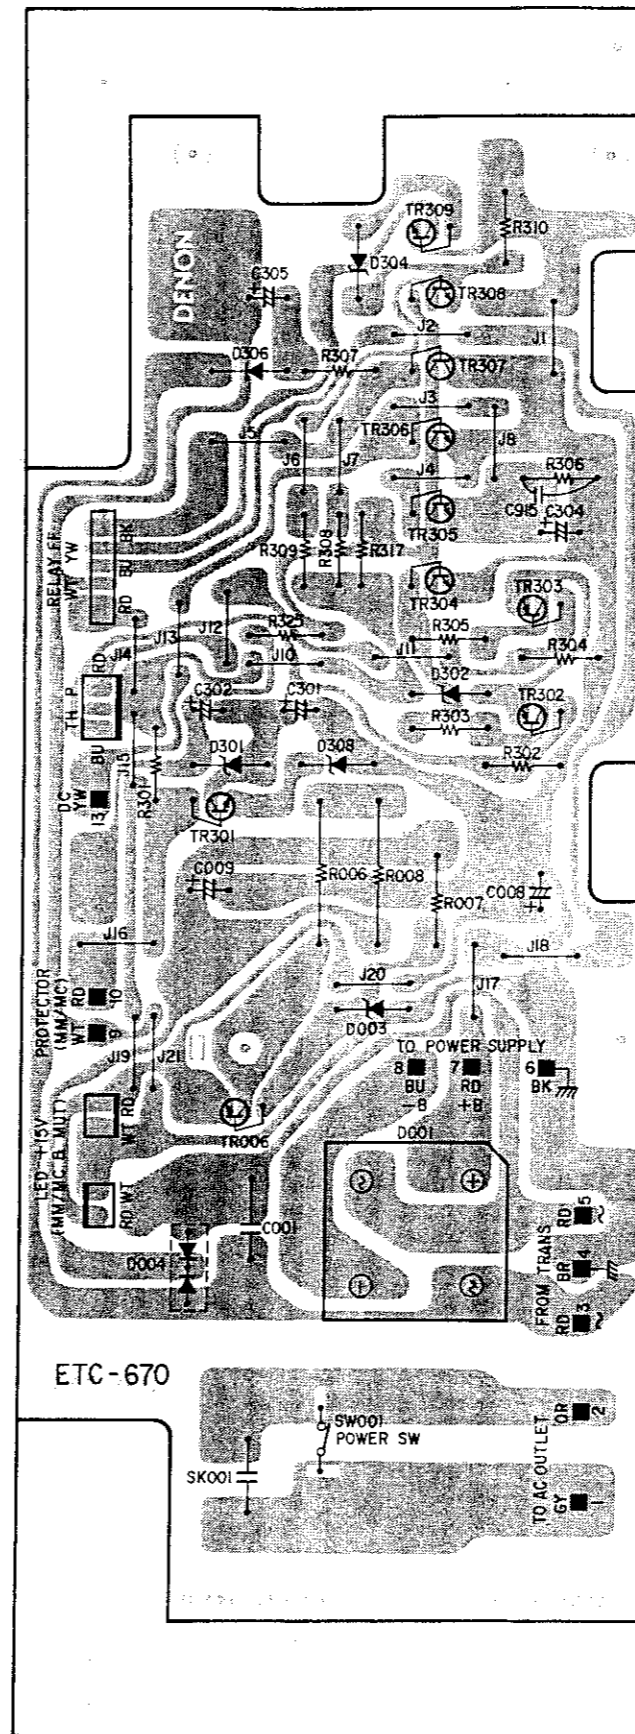 TR309
R310
D304
C305
TR308
DENON
J2
J1
D306
R307
TR307
J3
TR306
J5
J6
J7
J8
J4
R306
C915
C304
TR305
RELAY
WT YW
BK
BU
RD
R309
R308
R317
TR304
TR303
J13
J12
R325
R305
J14
J10
J11
R304
RD
TH. P
BU
D302
C302
C301
TR302
R303
D301
D308
R302
J15
R301
DC
YW
13
TR301
C009
R006
R008
R007
C008
J16
J18
J20
J17
D003
PROTECTOR
(MM/MC)
RD
10
WT
9
J19
J21
TO POWER SUPPLY
8
7
6
BU
RD
BK
-B
+B
D001
LED +15V
(MM/MC, B. MUT)
WT RD
RD WT
TR006
C001
D004
FROM TRANS
RD 5
BR 4
RD 3
ETC-670
SW001
POWER SW
SK001
TO AC OUTLET
OR 2
GY 1